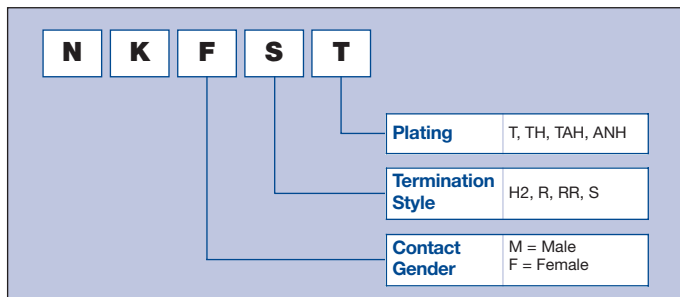 N K F S T
Plating T, TH, TAH, ANH
Termination
Style
H2, R, RR, S
Contact
Gender
M = Male
F = Female